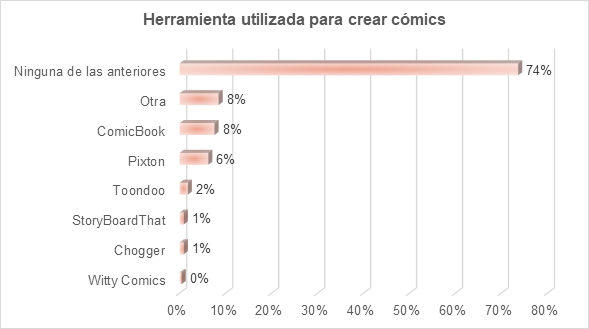 Herramienta utilizada para crear cómics
Ninguna de las anteriores 74%
Otra 8%
ComicBook 8%
Pixton 6%
Toondoo 2%
StoryBoardThat 1%
Chogger 1%
Witty Comics 0%
0% 10% 20% 30% 40% 50% 60% 70% 80%